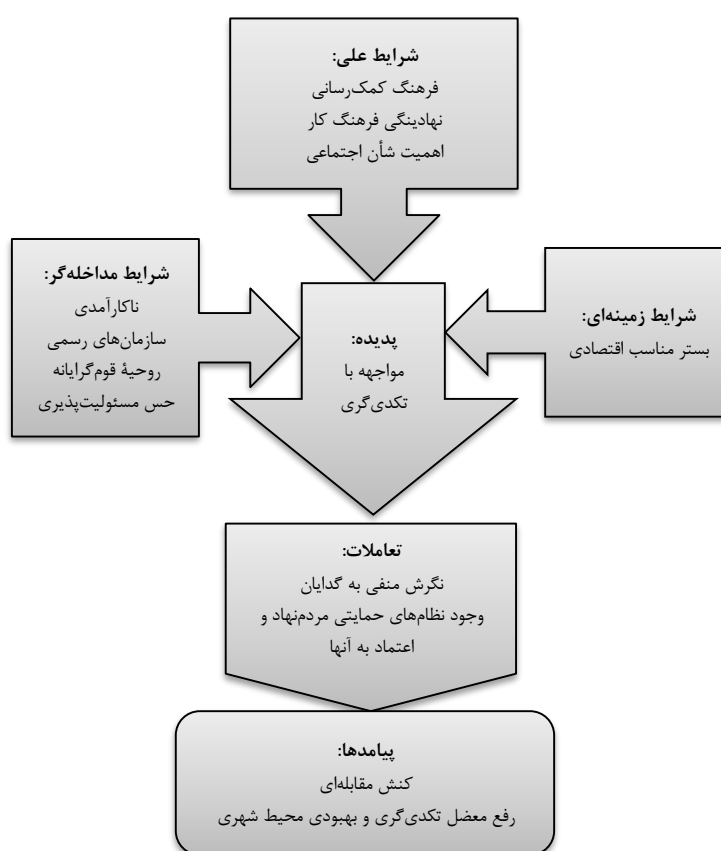 شرایط علی:
فرهنگ کمک‌رسانی
نهادینگی فرهنگ کار
اهمیت شأن اجتماعی
شرایط زمینه‌ای:
بستر مناسب اقتصادی
پدیده:
مواجهه با
تکدی‌گری
شرایط مداخله‌گر:
ناکارآمدی
سازمان‌های رسمی
روحیهٔ قوم‌گرایانه
حس مسئولیت‌پذیری
تعاملات:
نگرش منفی به گدایان
وجود نظام‌های حمایتی مردم‌نهاد و
اعتماد به آنها
پیامدها:
کنش مقابله‌ای
رفع معضل تکدی‌گری و بهبودی محیط شهری